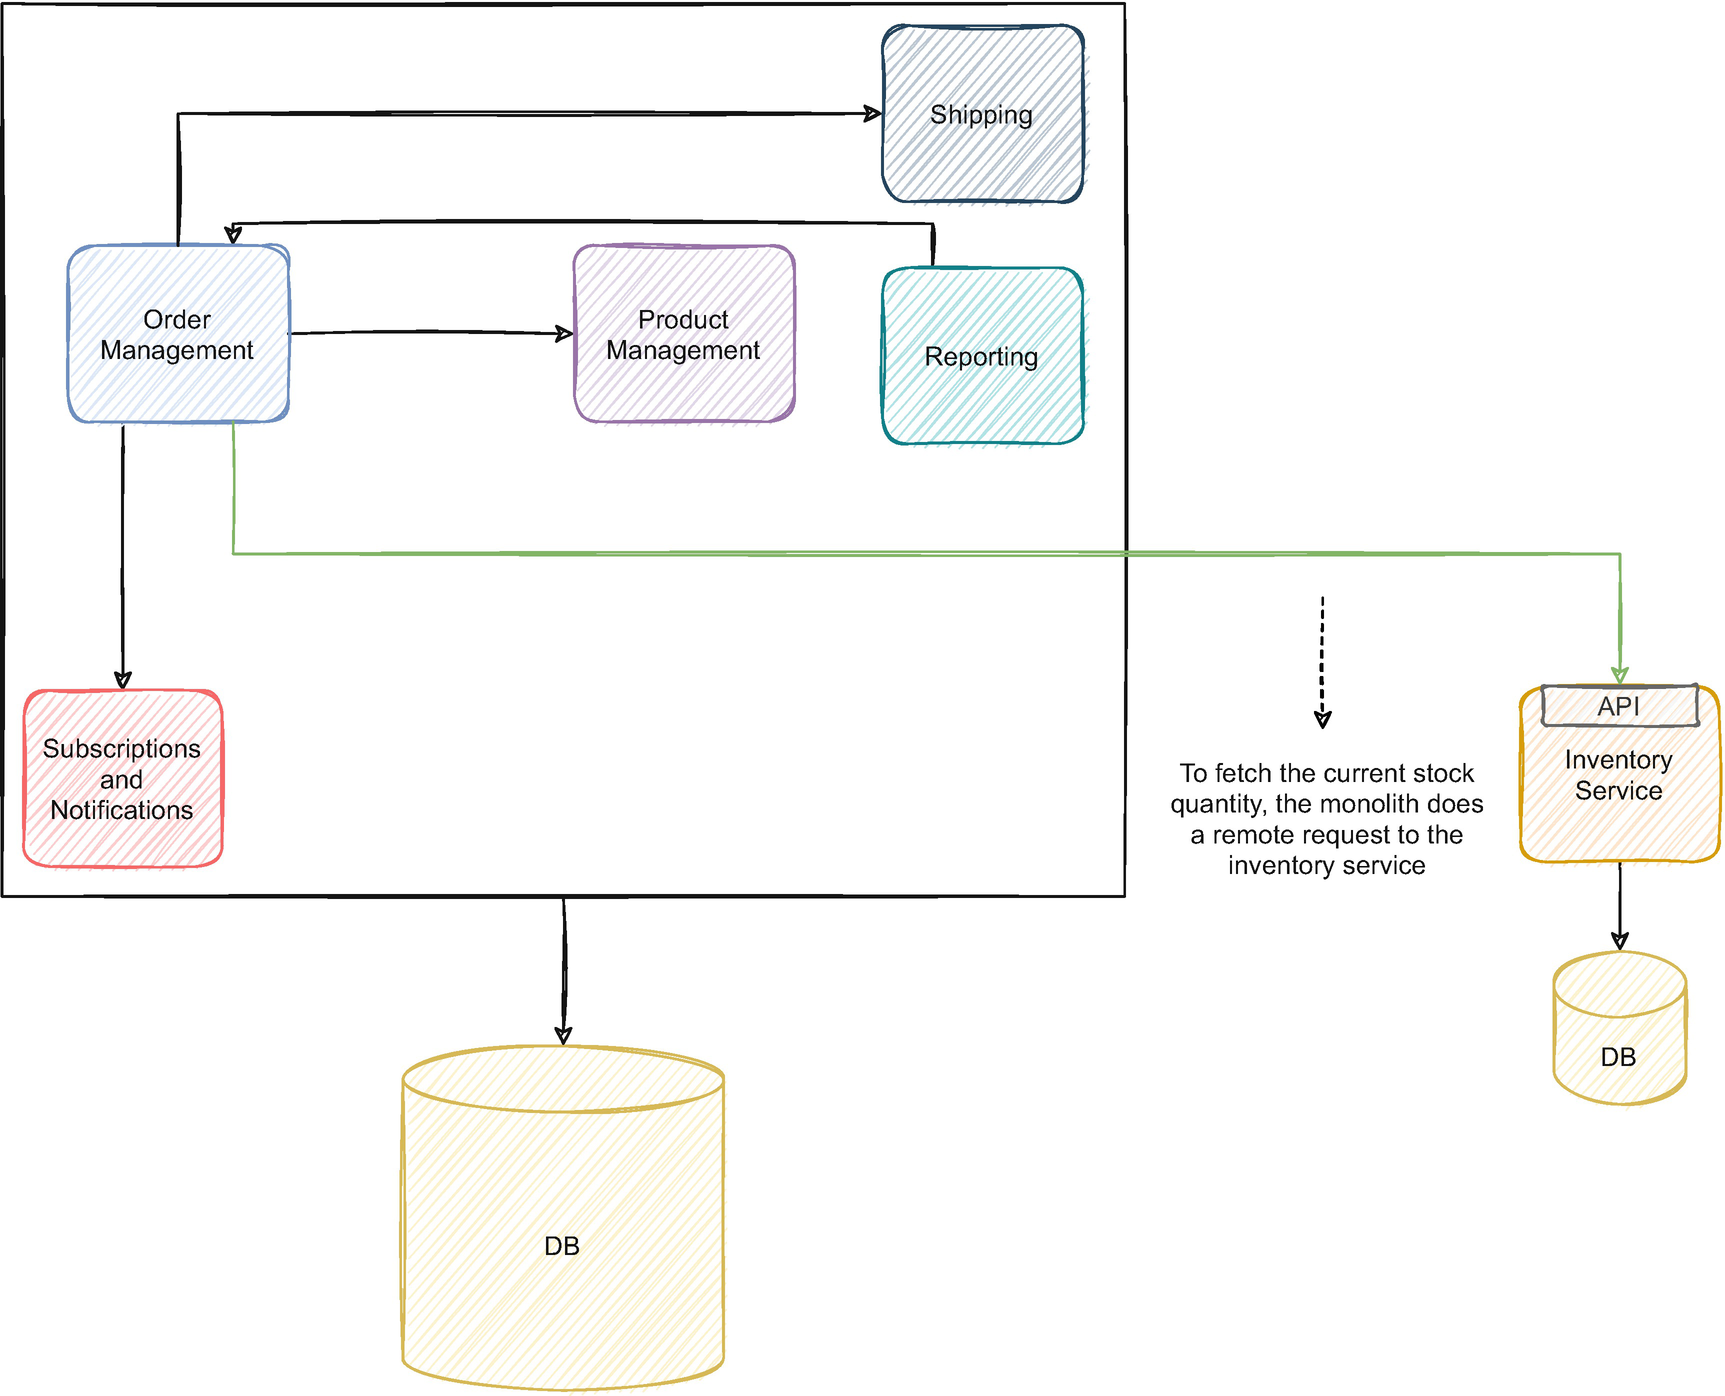 Shipping
Order
Management
Product
Management
Reporting
Subscriptions
and
Notifications
To fetch the current stock
quantity, the monolith does
a remote request to the
inventory service
API
Inventory
Service
DB
DB